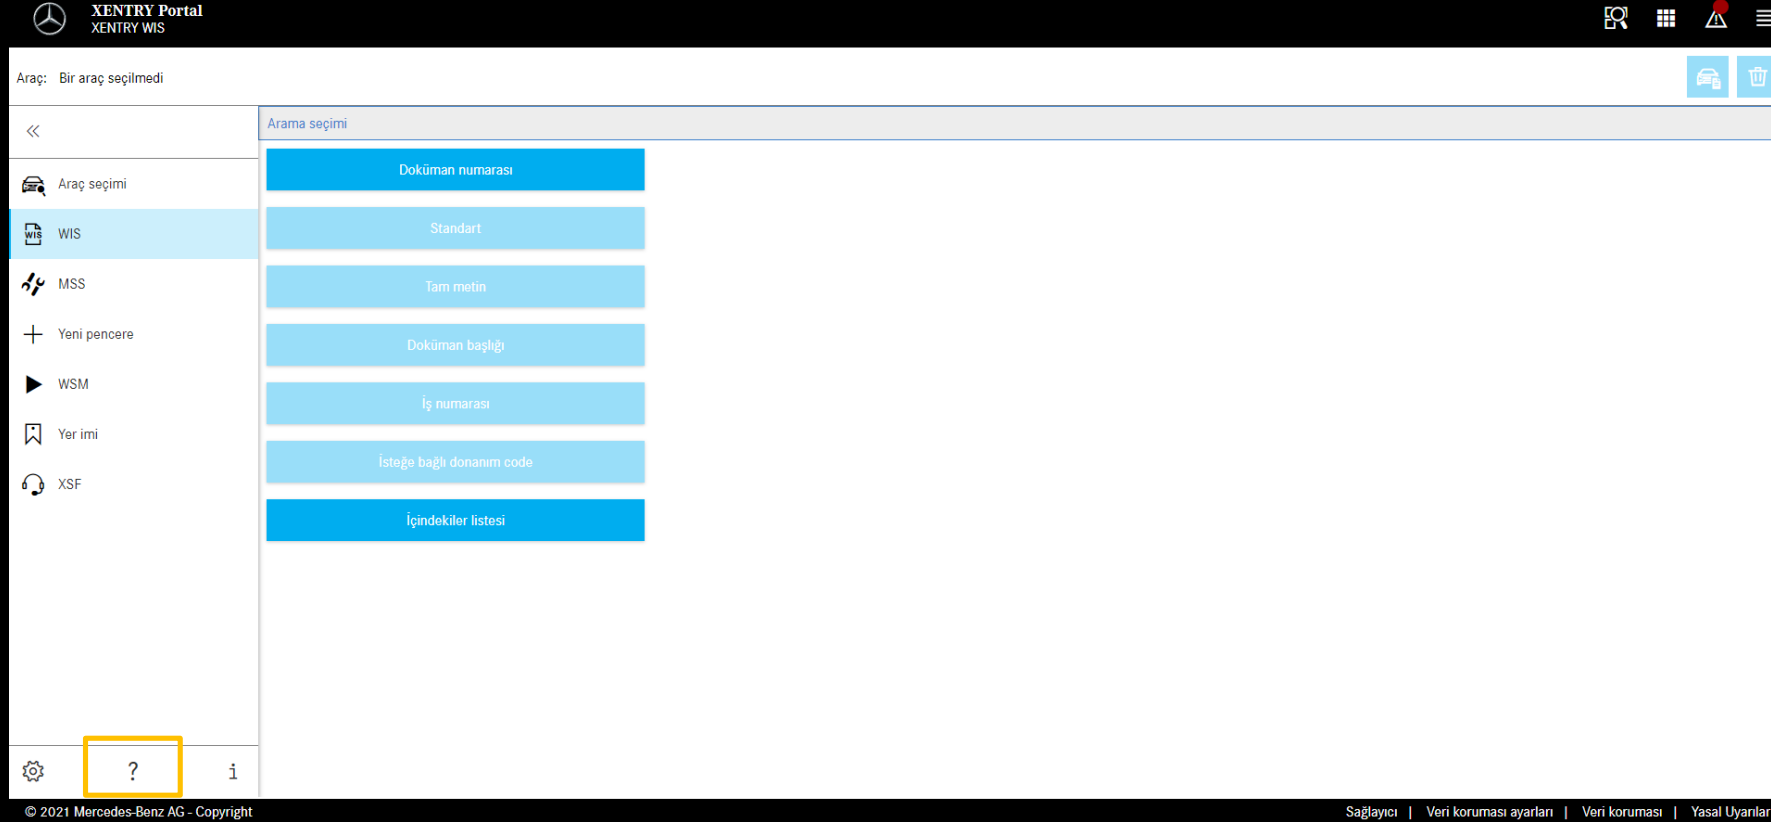 XENTRY Portal
XENTRY WIS
Araç: Bir araç seçilmedi
Arama seçimi
Araç seçimi
WIS WIS
MSS
Yeni pencere
WSM
Yer imi
XSF
Doküman numarası
Standart
Tam metin
Doküman başlığı
İş numarası
İsteğe bağlı donanım code
İçindekiler listesi
? i
© 2021 Mercedes-Benz AG - Copyright
Sağlayıcı | Veri koruması ayarları | Veri koruması | Yasal Uyarılar